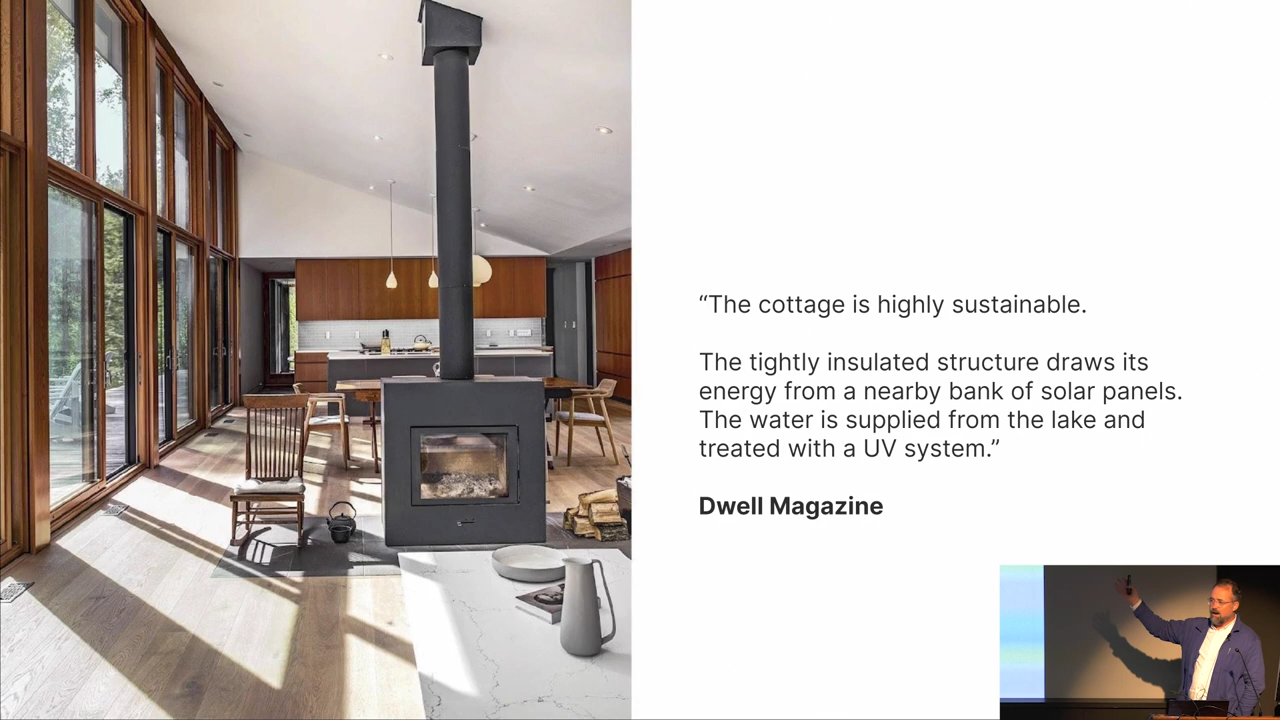 “The cottage is highly sustainable.
The tightly insulated structure draws its
energy from a nearby bank of solar panels.
The water is supplied from the lake and
treated with a UV system.”
Dwell Magazine